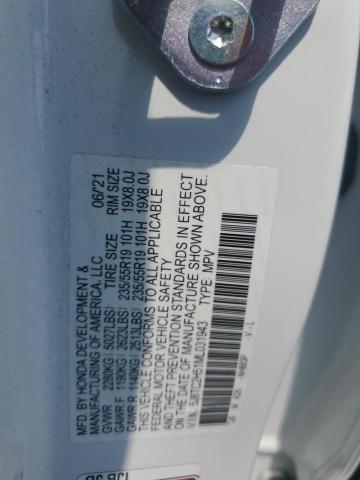 MFD. BY HONDA DEVELOPMENT & 06/21
MANUFACTURING OF AMERICA, LLC
GVWR 2280KG(5027LBS) TIRE SIZE RIM SIZE
GAWR F 1190KG(2623LBS) 235/55R19 101H 19X8.0J
GAWR R 1140KG(2513LBS) 235/55R19 101H 19X8.0J
THIS VEHICLE CONFORMS TO ALL APPLICABLE
FEDERAL MOTOR VEHICLE SAFETY
AND THEFT PREVENTION STANDARDS IN EFFECT
ON THE DATE OF MANUFACTURE SHOWN ABOVE.
V.I.N.: 5J8TC2H51ML031943 TYPE: MPV